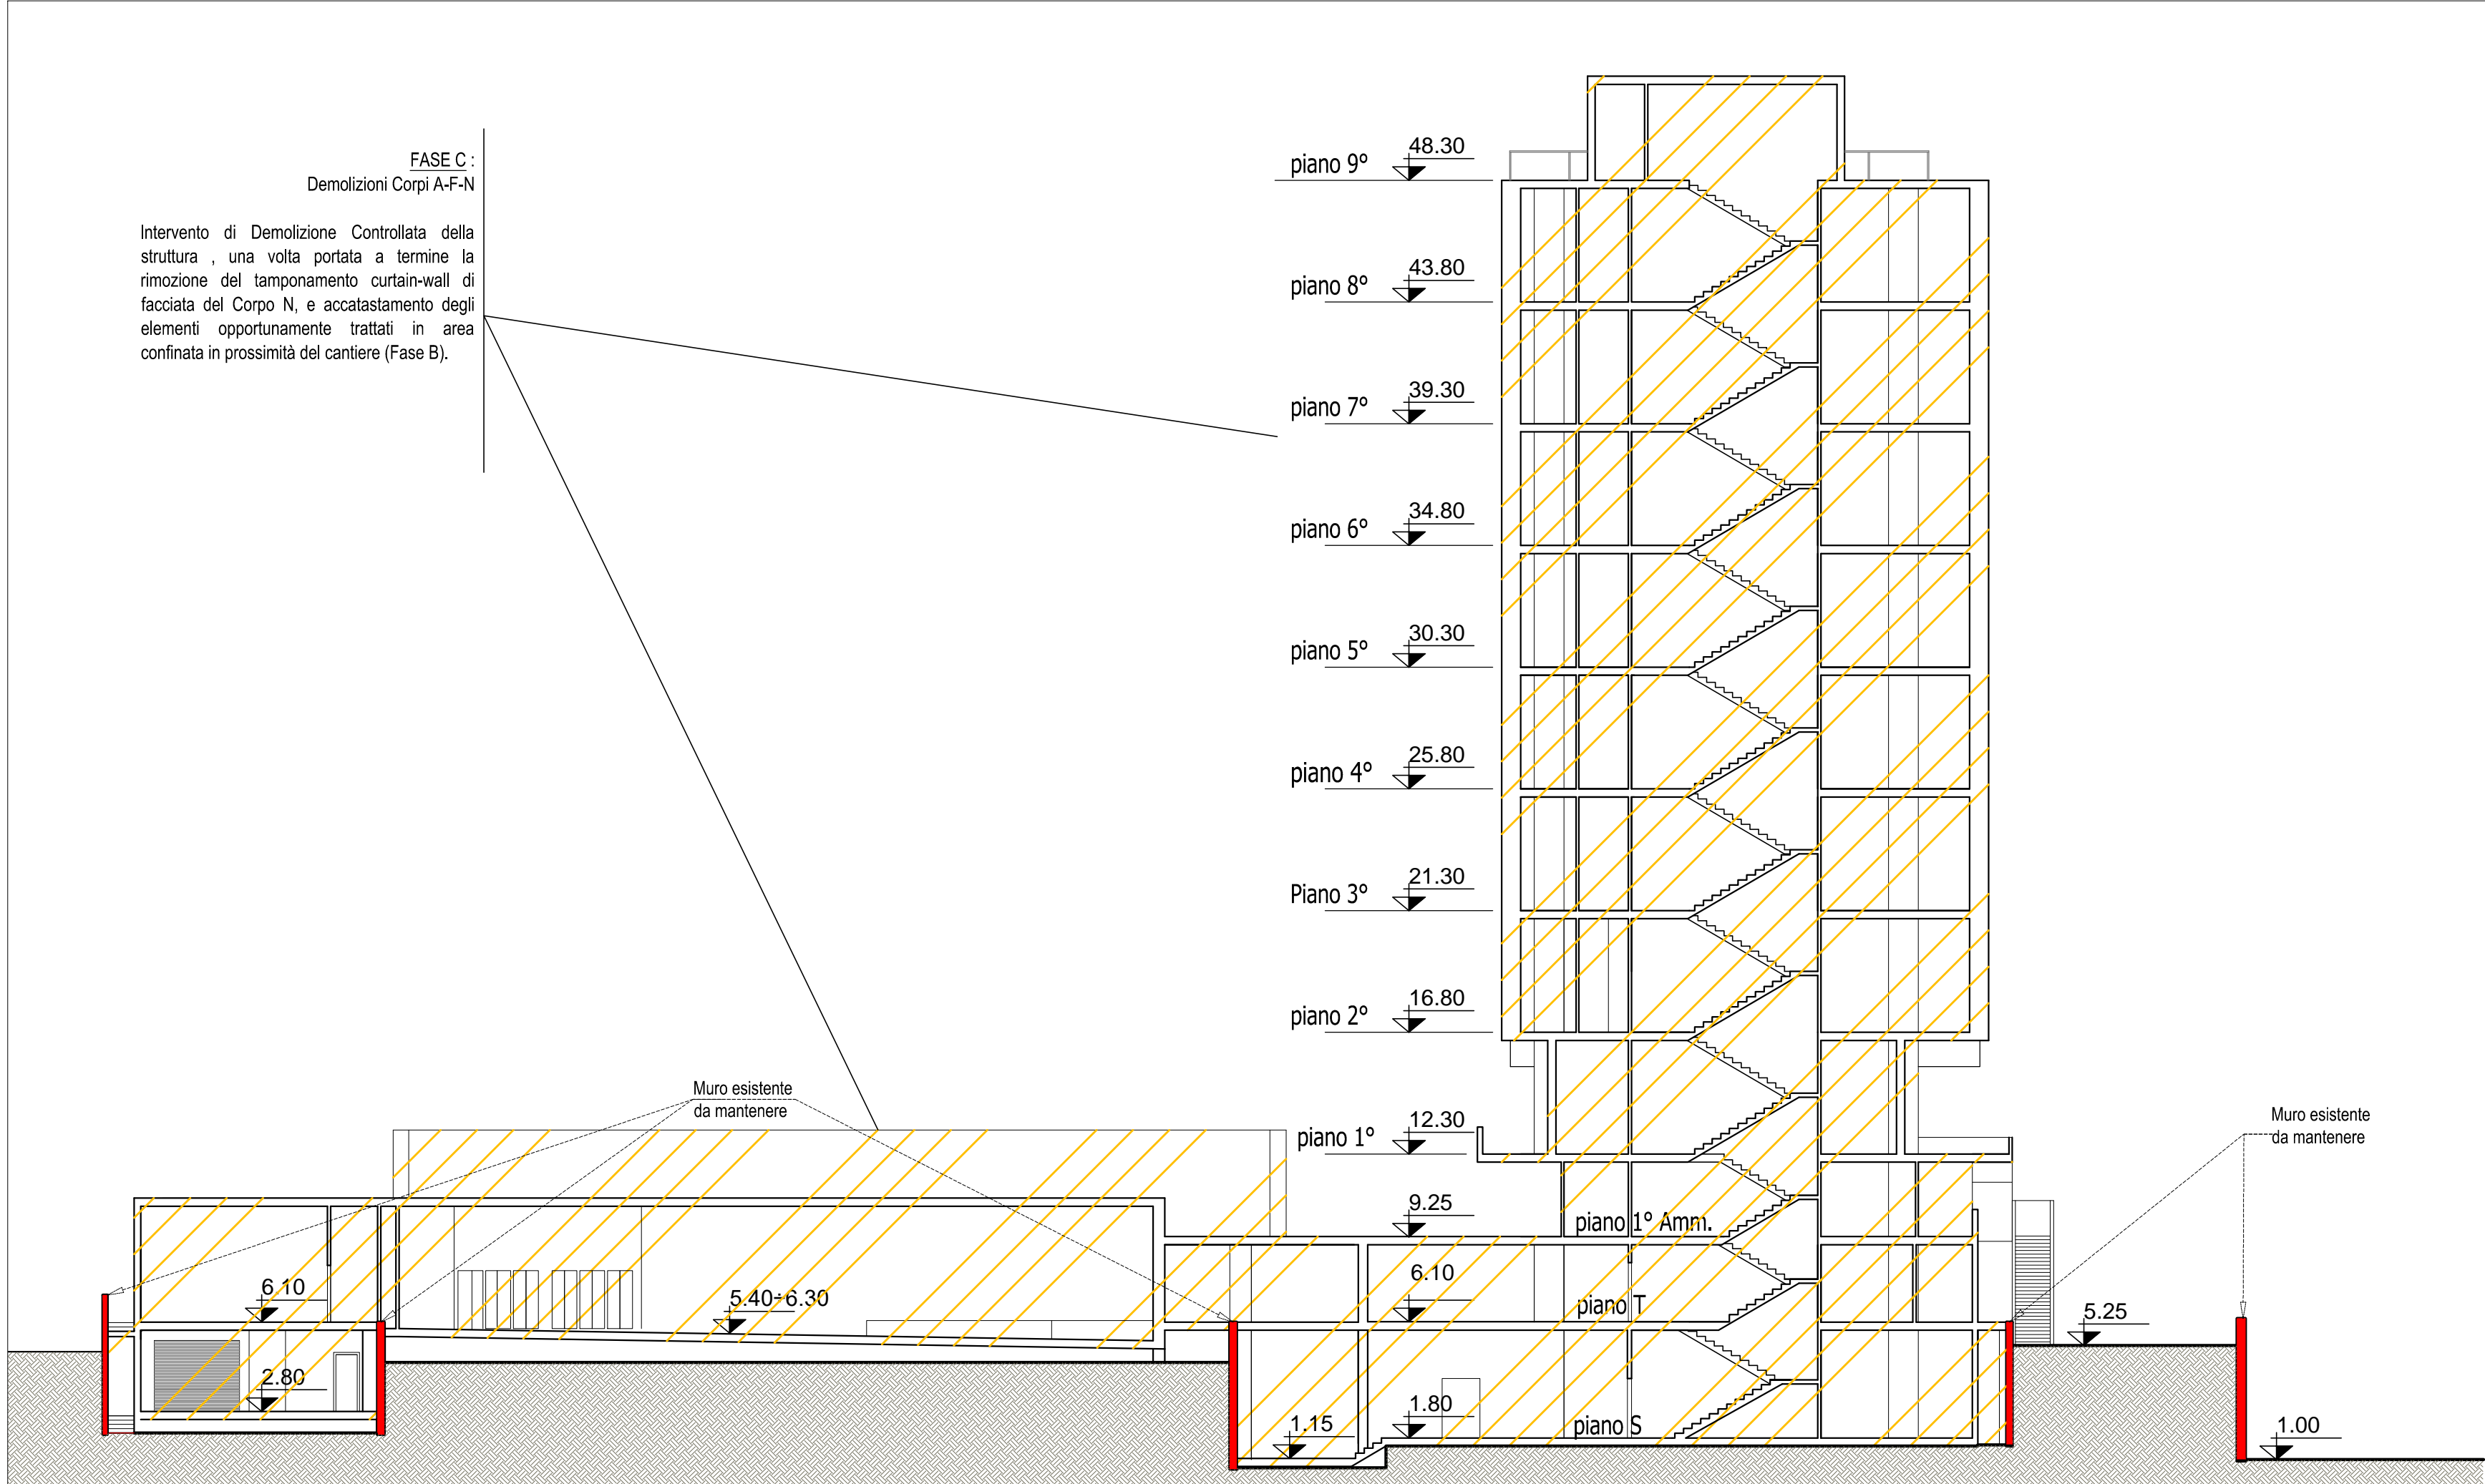 FASE C :
Demolizioni Corpi A-F-N
Intervento di Demolizione Controllata della
struttura , una volta portata a termine la
rimozione del tamponamento curtain-wall di
facciata del Corpo N, e accatastamento degli
elementi opportunamente trattati in area
confinata in prossimità del cantiere (Fase B).
piano 9° 48.30
piano 8° 43.80
piano 7° 39.30
piano 6° 34.80
piano 5° 30.30
piano 4° 25.80
Piano 3° 21.30
piano 2° 16.80
Muro esistente
da mantenere
piano 1° 12.30
Muro esistente
da mantenere
9.25
piano 1° Amm.
6.10
5.40÷6.30
6.10
piano T
5.25
2.80
1.80
piano S
1.15
1.00